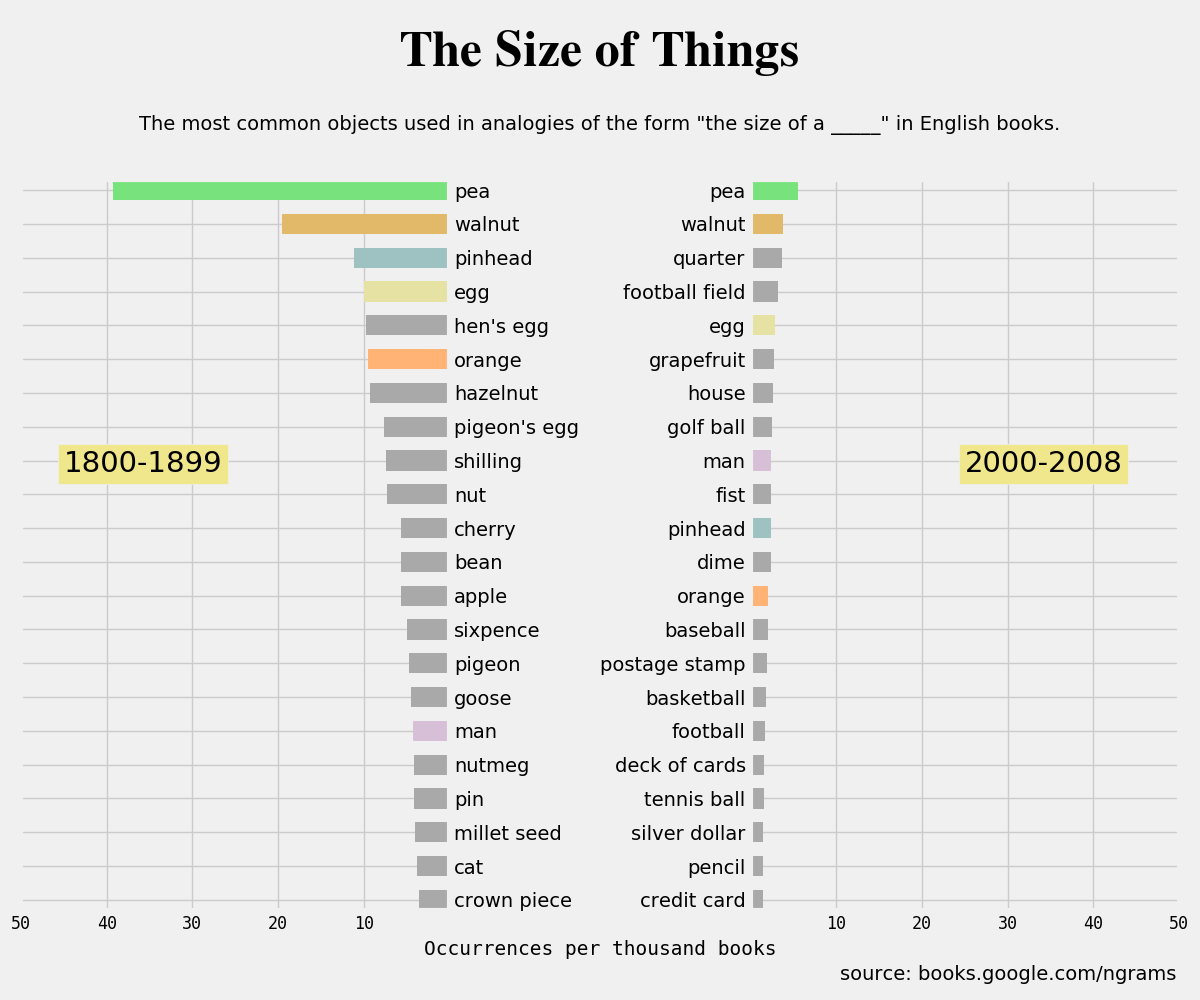 The Size of Things
The most common objects used in analogies of the form "the size of a _____" in English books.
pea
walnut
pinhead
egg
hen's egg
orange
hazelnut
pigeon's egg
shilling
nut
cherry
bean
apple
sixpence
pigeon
goose
man
nutmeg
pin
millet seed
cat
crown piece
1800-1899
50 40 30 20 10
pea
walnut
quarter
football field
egg
grapefruit
house
golf ball
man
fist
pinhead
dime
orange
baseball
postage stamp
basketball
football
deck of cards
tennis ball
silver dollar
pencil
credit card
2000-2008
10 20 30 40 50
Occurrences per thousand books
source: books.google.com/ngrams